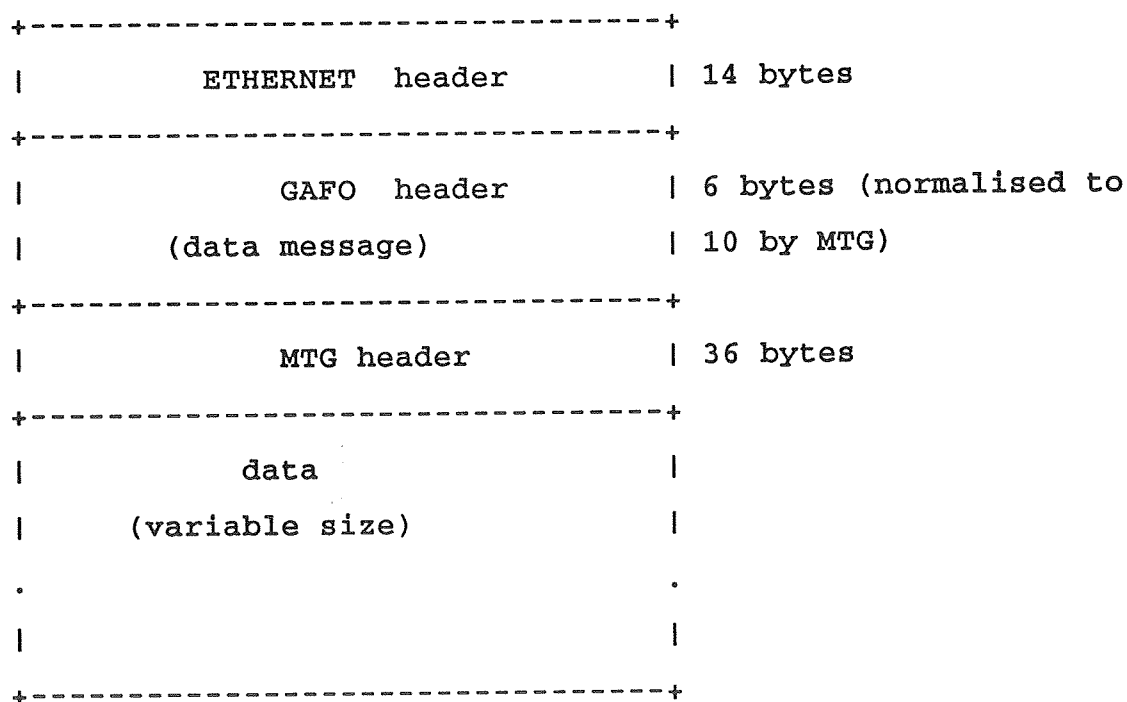 +---------------------------------+
| ETHERNET header | 14 bytes
+---------------------------------+
| GAFO header | 6 bytes (normalised to
| (data message) | 10 by MTG)
+---------------------------------+
| MTG header | 36 bytes
+---------------------------------+
| data |
| (variable size) |
. .
| |
+---------------------------------+